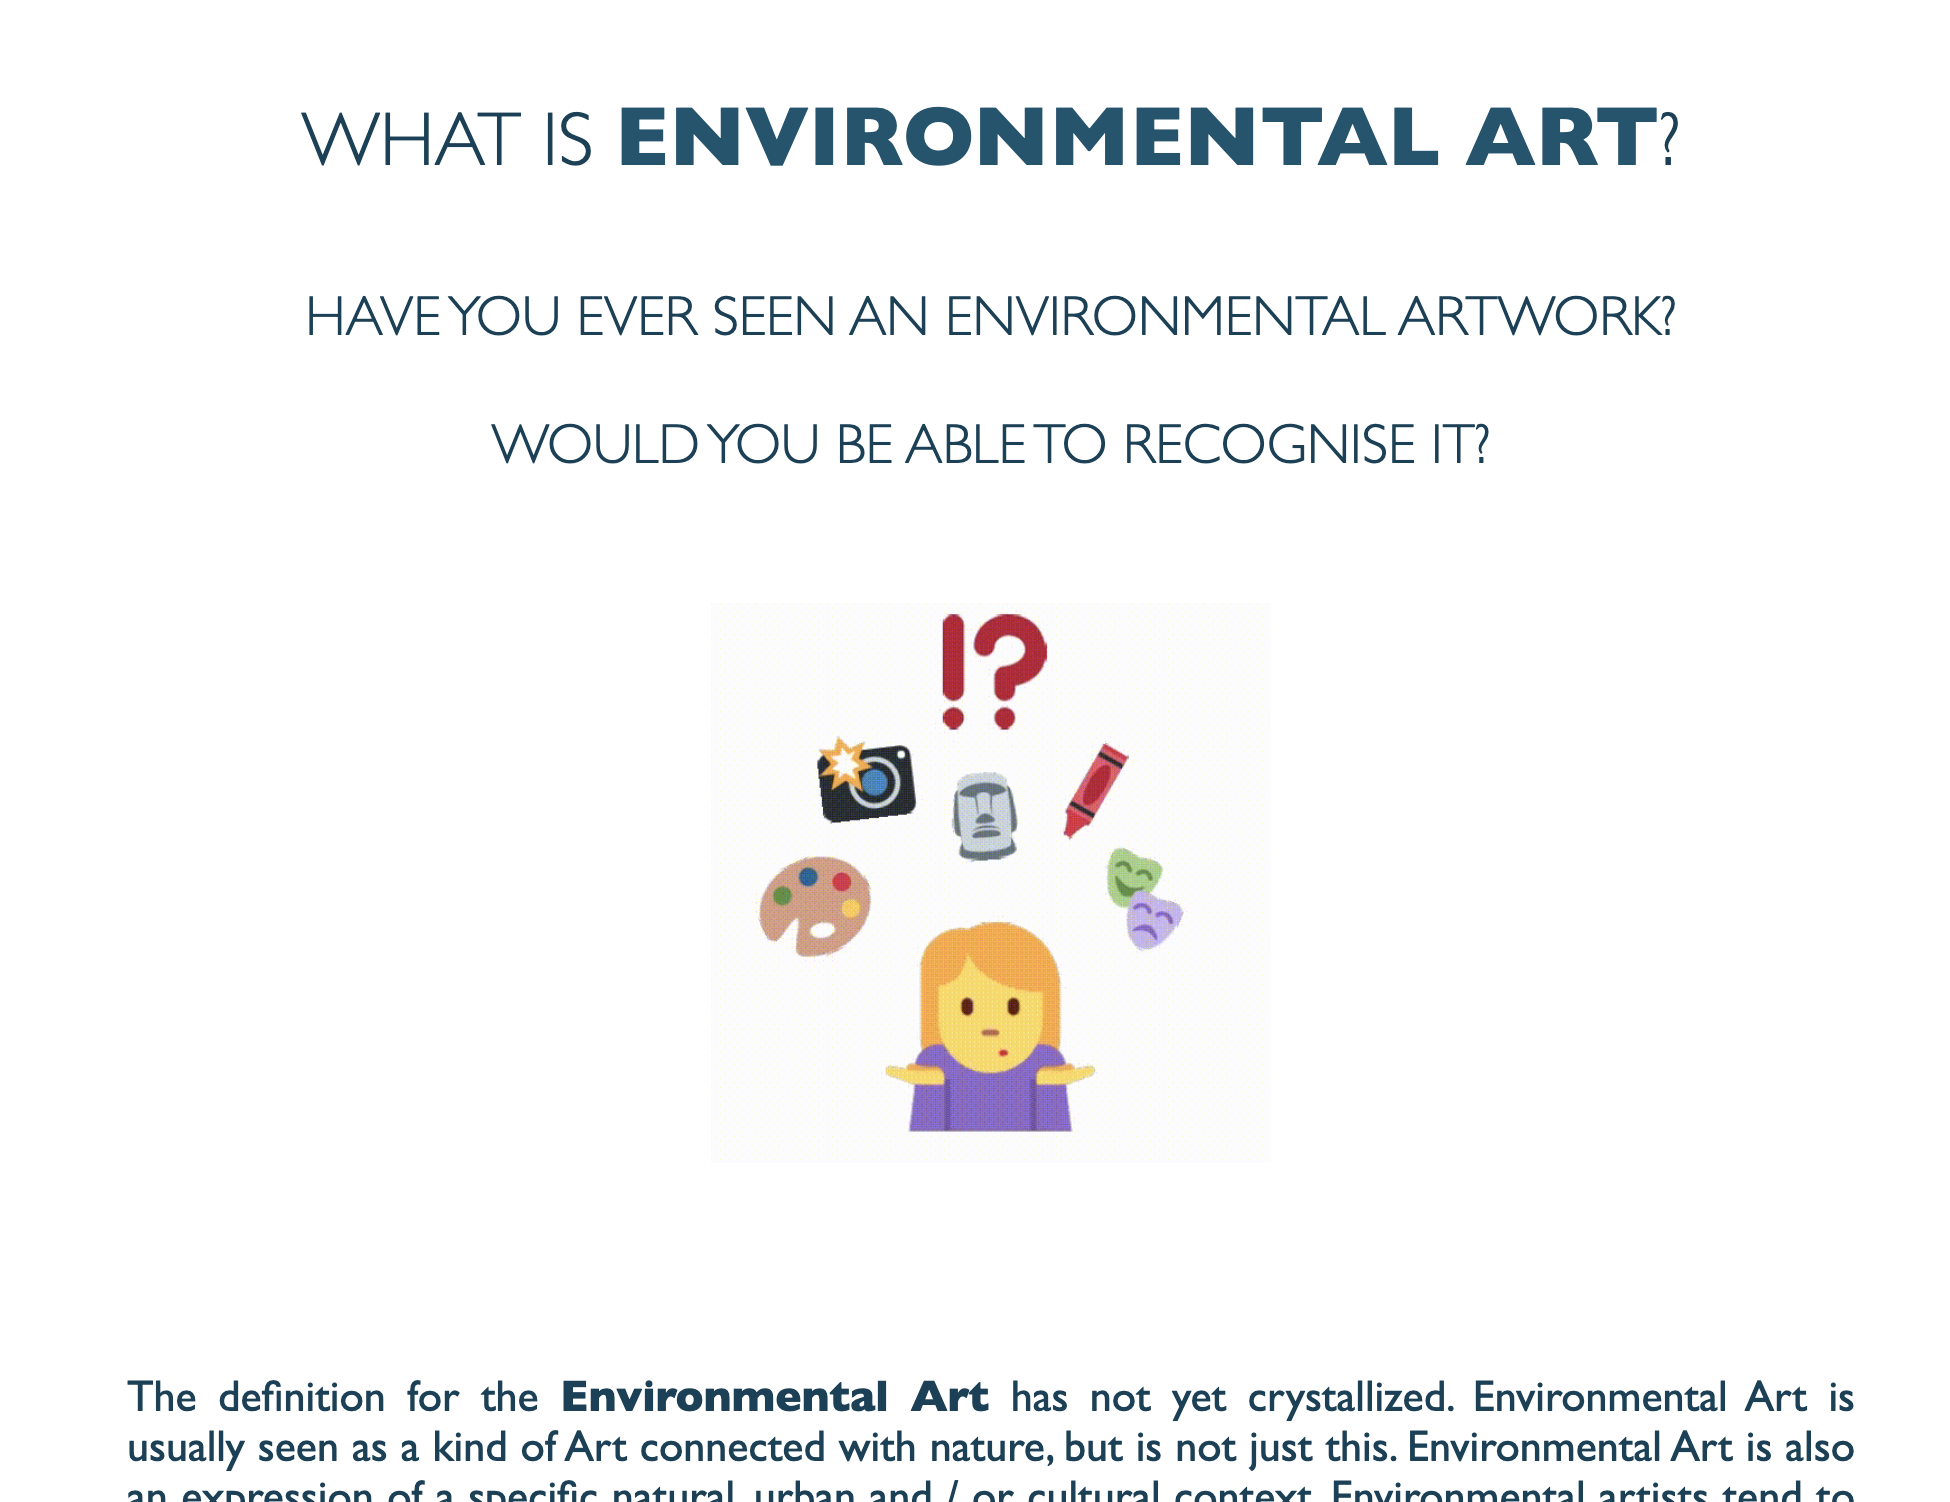 WHAT IS ENVIRONMENTAL ART?
HAVE YOU EVER SEEN AN ENVIRONMENTAL ARTWORK?
WOULD YOU BE ABLE TO RECOGNISE IT?
!?
The definition for the Environmental Art has not yet crystallized. Environmental Art is
usually seen as a kind of Art connected with nature, but is not just this. Environmental Art is also
an expression of a specific natural, urban and / or cultural context. Environmental artists tend to